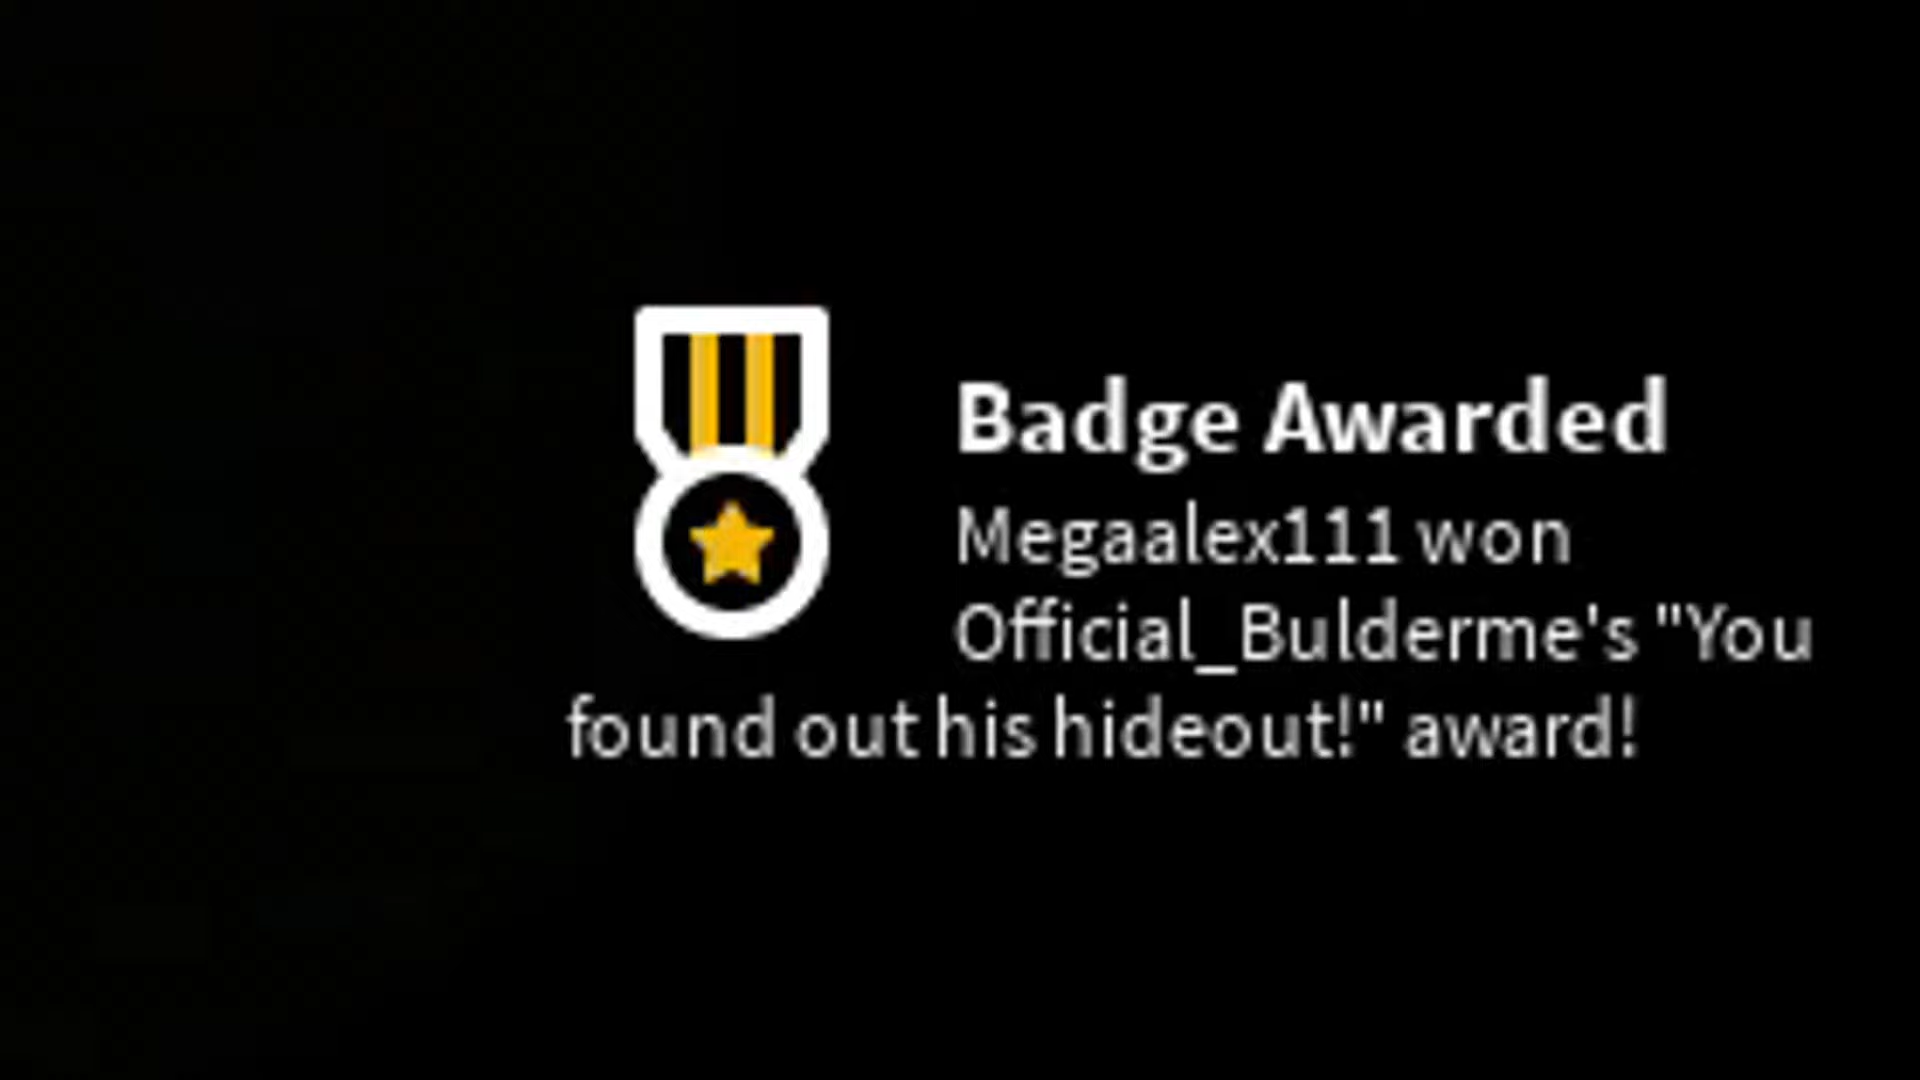 Badge Awarded
Megaalex111 won
Official_Bulderme's "You
found out his hideout!" award!